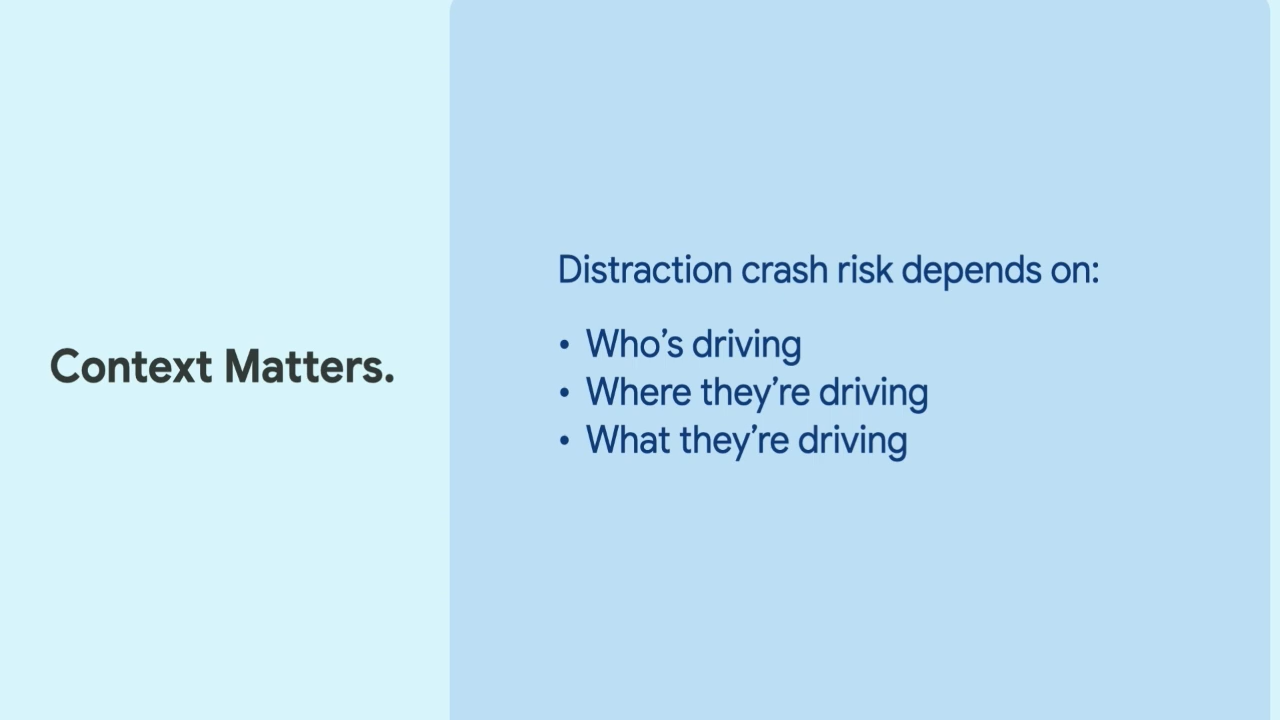 Context Matters.
Distraction crash risk depends on:
• Who’s driving
• Where they’re driving
• What they’re driving